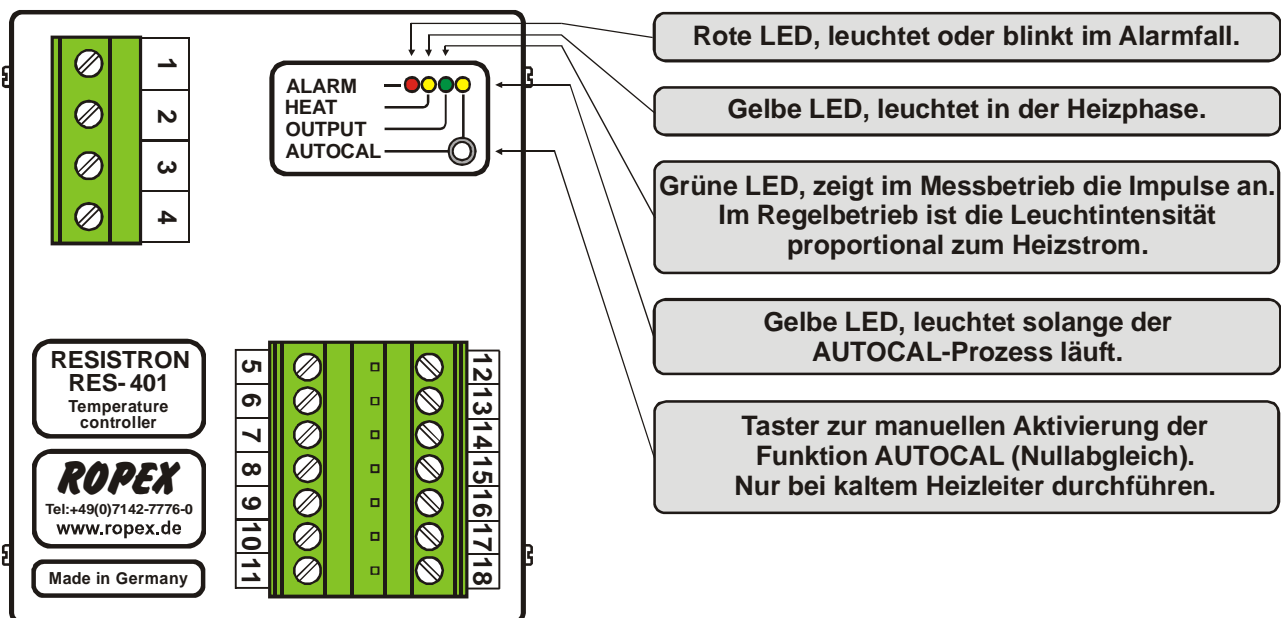 1
2
3
4
ALARM
HEAT
OUTPUT
AUTOCAL
RESISTRON
RES-401
Temperature
controller
ROPEX
Tel:+49(0)7142-7776-0
www.ropex.de
Made in Germany
5
6
7
8
9
10
11
12
13
14
15
16
17
18
Rote LED, leuchtet oder blinkt im Alarmfall.
Gelbe LED, leuchtet in der Heizphase.
Grüne LED, zeigt im Messbetrieb die Impulse an.
Im Regelbetrieb ist die Leuchtintensität
proportional zum Heizstrom.
Gelbe LED, leuchtet solange der
AUTOCAL-Prozess läuft.
Taster zur manuellen Aktivierung der
Funktion AUTOCAL (Nullabgleich).
Nur bei kaltem Heizleiter durchführen.